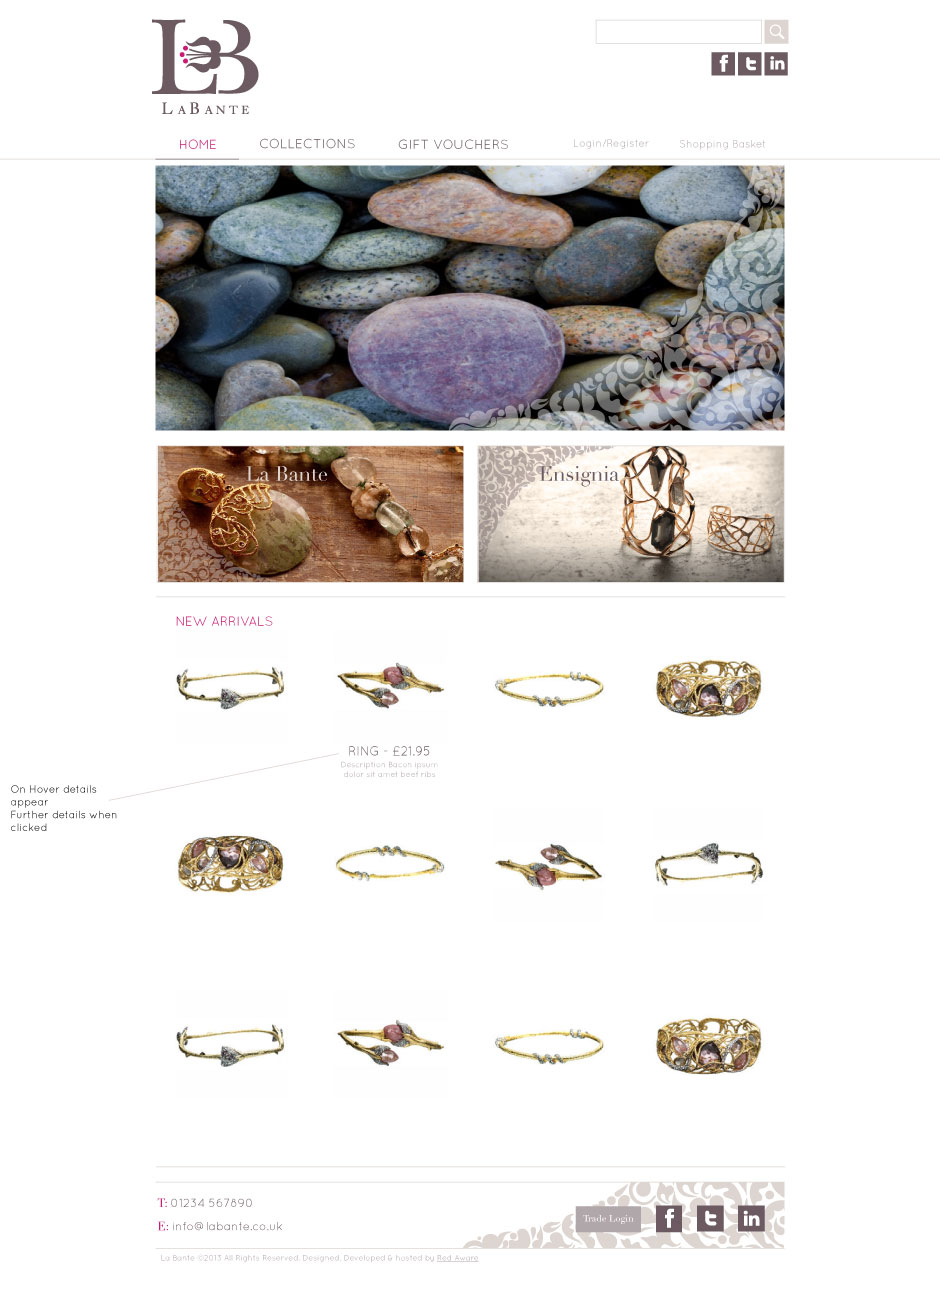 LB
LABANTE
f t in
HOME COLLECTIONS GIFT VOUCHERS Login/Register Shopping Basket
La Bante
Ensignia
NEW ARRIVALS
RING - £21.95
Description Bacon ipsum
dolor sit amet beef ribs
On Hover details
appear
Further details when
clicked
T: 01234 567890
E: info@labante.co.uk
Trade Login f t in
La Bante ©2013 All Rights Reserved. Designed, Developed & hosted by Red Aware